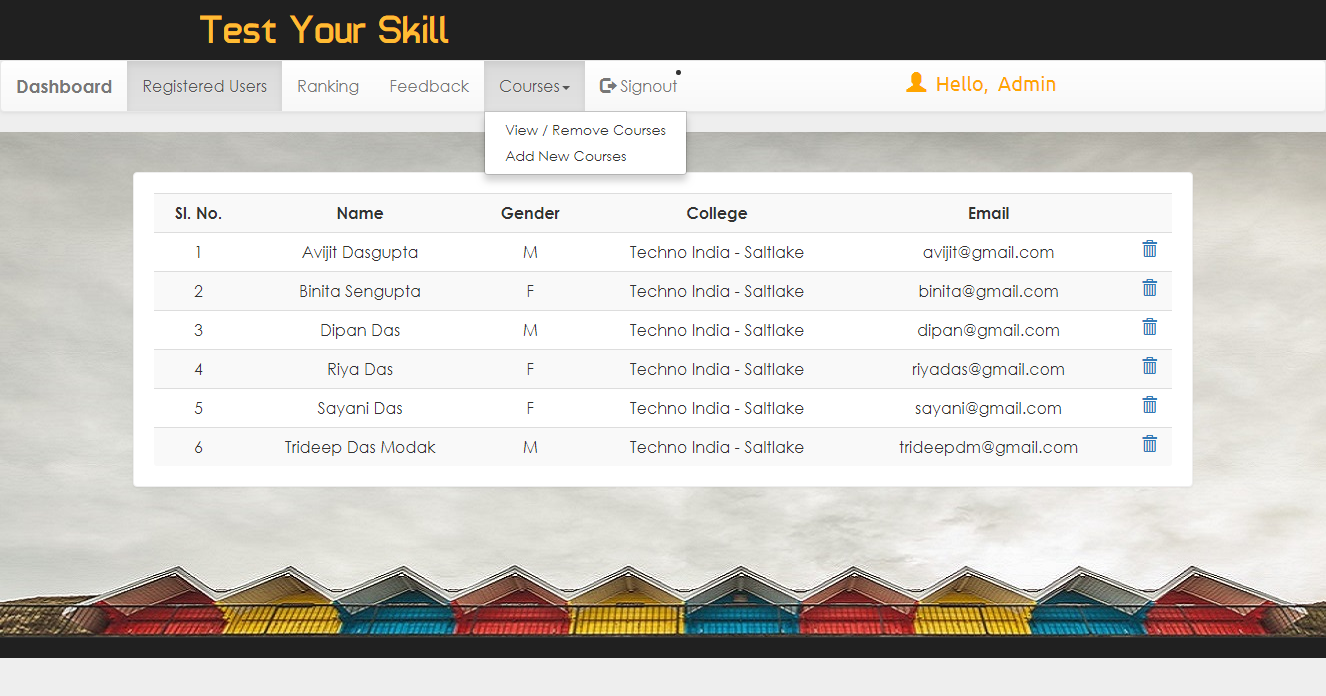 Test Your Skill
Dashboard Registered Users Ranking Feedback Courses Signout Hello, Admin
View / Remove Courses
Add New Courses
Sl. No. Name Gender College Email
1 Avijit Dasgupta M Techno India - Saltlake avijit@gmail.com
2 Binita Sengupta F Techno India - Saltlake binita@gmail.com
3 Dipan Das M Techno India - Saltlake dipan@gmail.com
4 Riya Das F Techno India - Saltlake riyadas@gmail.com
5 Sayani Das F Techno India - Saltlake sayani@gmail.com
6 Trideep Das Modak M Techno India - Saltlake trideepdm@gmail.com